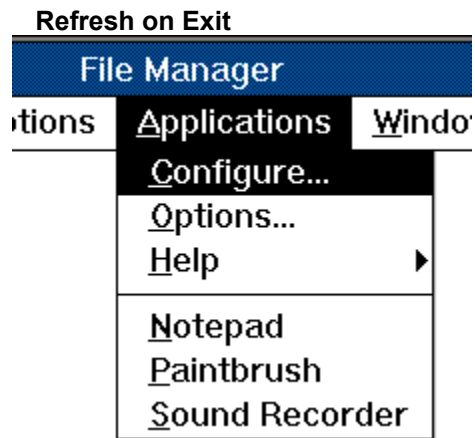 Refresh on Exit
File Manager
tions Applications Windo
Configure...
Options...
Help
Notepad
Paintbrush
Sound Recorder